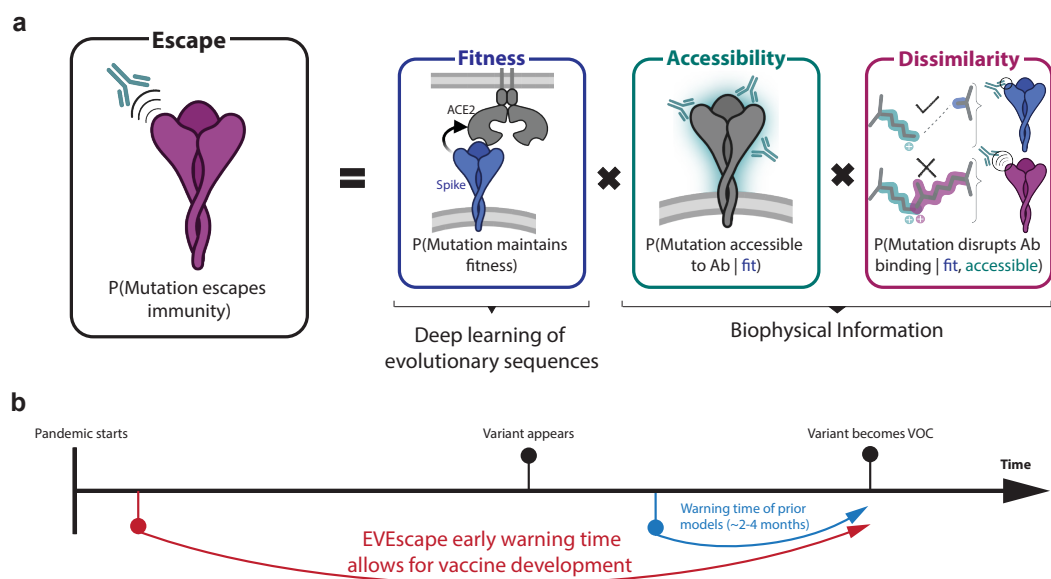 a
Escape
P(Mutation escapes
immunity)
=
Fitness
ACE2
Spike
P(Mutation maintains
fitness)
×
Accessibility
P(Mutation accessible
to Ab | fit)
×
Dissimilarity
+
+ +
P(Mutation disrupts Ab
binding | fit, accessible)
Deep learning of
evolutionary sequences
Biophysical Information
b
Pandemic starts
Variant appears
Variant becomes VOC
Time
Warning time of prior
models (~2-4 months)
EVEscape early warning time
allows for vaccine development